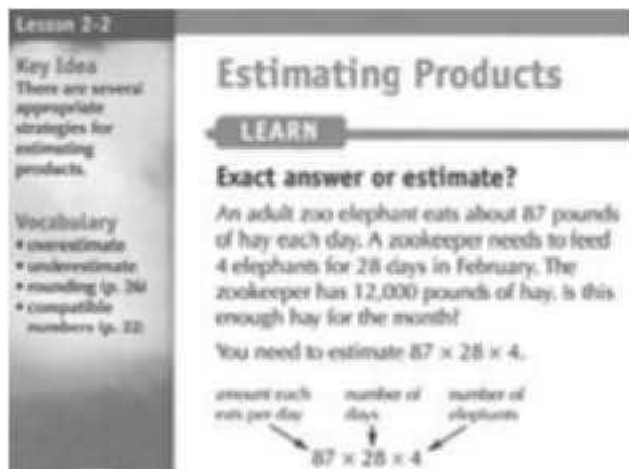 Lesson 2-2
Key Idea
There are several
appropriate
strategies for
estimating
products.
Vocabulary
• overestimate
• underestimate
• rounding (p. 26)
• compatible
numbers (p. 22)
Estimating Products
LEARN
Exact answer or estimate?
An adult zoo elephant eats about 87 pounds
of hay each day. A zookeeper needs to feed
4 elephants for 28 days in February. The
zookeeper has 12,000 pounds of hay. Is this
enough hay for the month?
You need to estimate 87 × 28 × 4.
amount each number of number of
eats per day days elephants
87 × 28 × 4